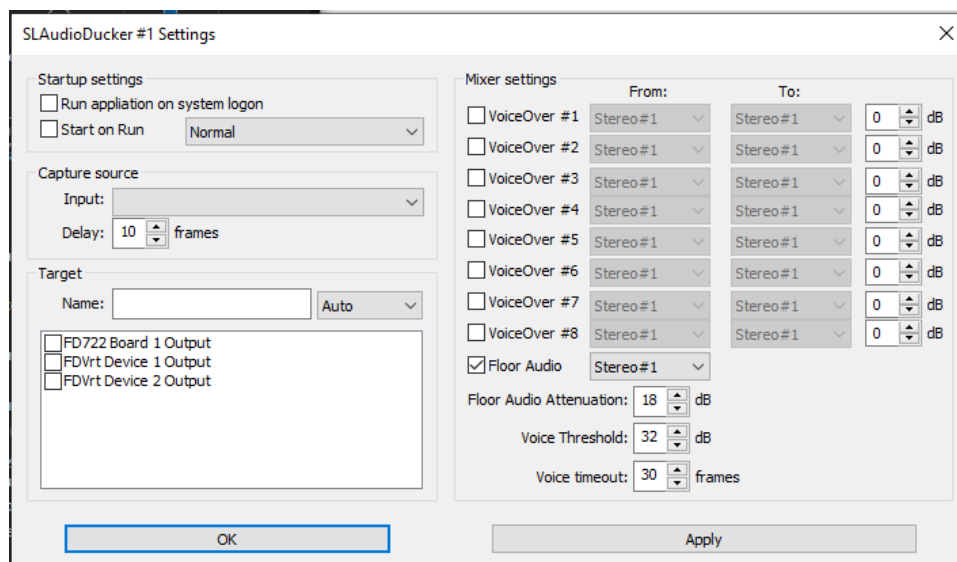 SLAudioDucker #1 Settings
Startup settings
Run appliation on system logon
Start on Run Normal
Capture source
Input:
Delay: 10 frames
Target
Name: Auto
FD722 Board 1 Output
FDVrt Device 1 Output
FDVrt Device 2 Output
OK
Mixer settings
From: To:
VoiceOver #1 Stereo#1 Stereo#1 0 dB
VoiceOver #2 Stereo#1 Stereo#1 0 dB
VoiceOver #3 Stereo#1 Stereo#1 0 dB
VoiceOver #4 Stereo#1 Stereo#1 0 dB
VoiceOver #5 Stereo#1 Stereo#1 0 dB
VoiceOver #6 Stereo#1 Stereo#1 0 dB
VoiceOver #7 Stereo#1 Stereo#1 0 dB
VoiceOver #8 Stereo#1 Stereo#1 0 dB
Floor Audio Stereo#1
Floor Audio Attenuation: 18 dB
Voice Threshold: 32 dB
Voice timeout: 30 frames
Apply